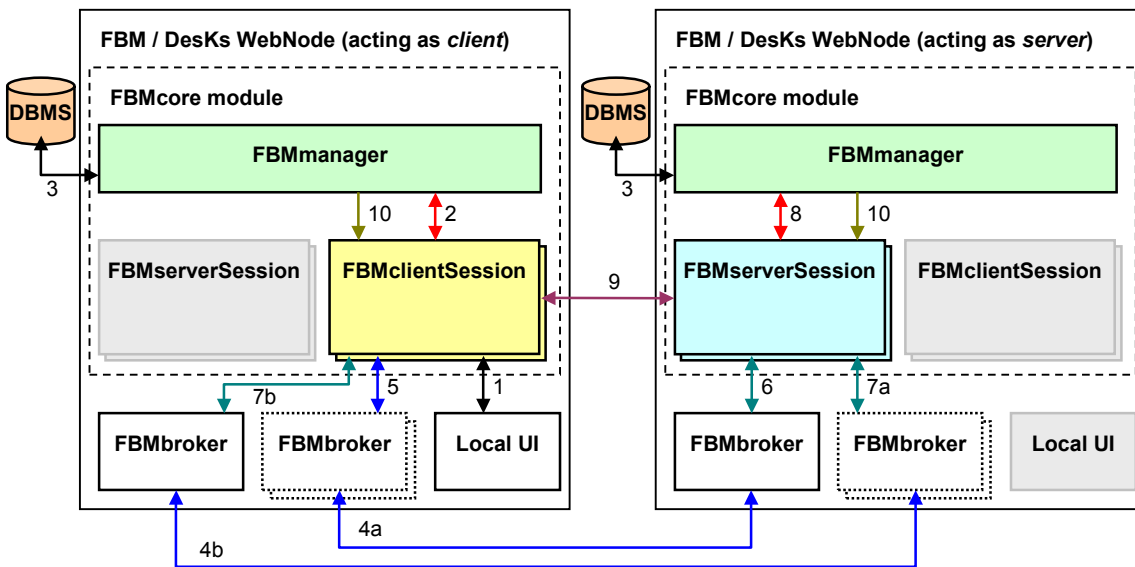 FBM / DesKs WebNode (acting as client)
FBM / DesKs WebNode (acting as server)
FBMcore module
FBMcore module
DBMS
DBMS
FBMmanager
FBMmanager
3
3
10
2
8
10
FBMserverSession
FBMclientSession
FBMserverSession
FBMclientSession
9
7b
5
1
6
7a
FBMbroker
FBMbroker
Local UI
FBMbroker
FBMbroker
Local UI
4a
4b